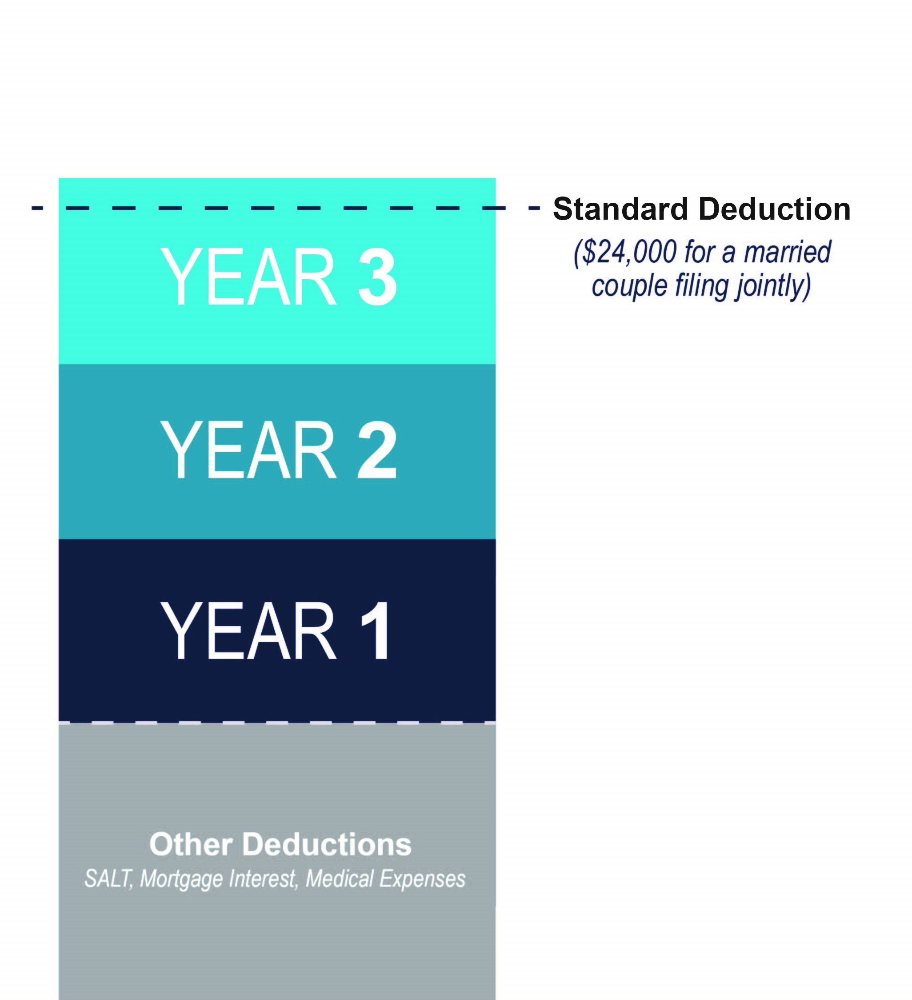 Standard Deduction
($24,000 for a married
couple filing jointly)
YEAR 3
YEAR 2
YEAR 1
Other Deductions
SALT, Mortgage Interest, Medical Expenses